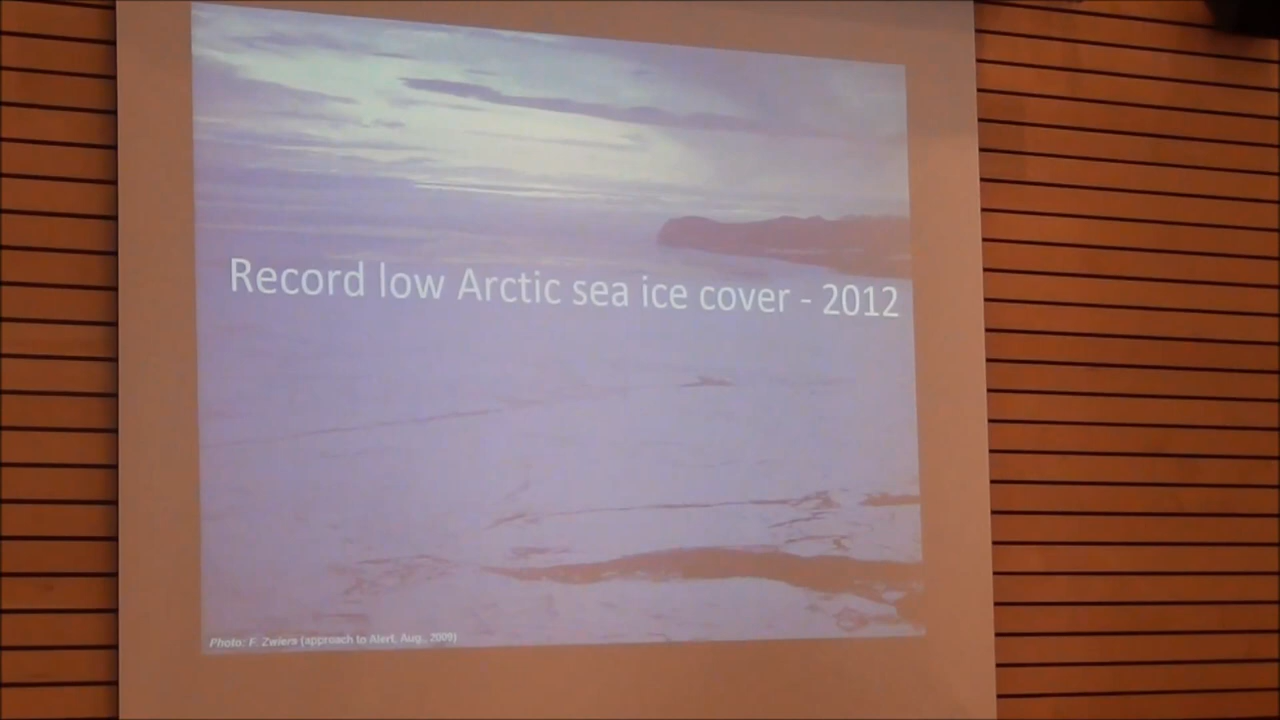 Record low Arctic sea ice cover - 2012
Photo: F. Zwiers (approach to Alert, Aug., 2009)